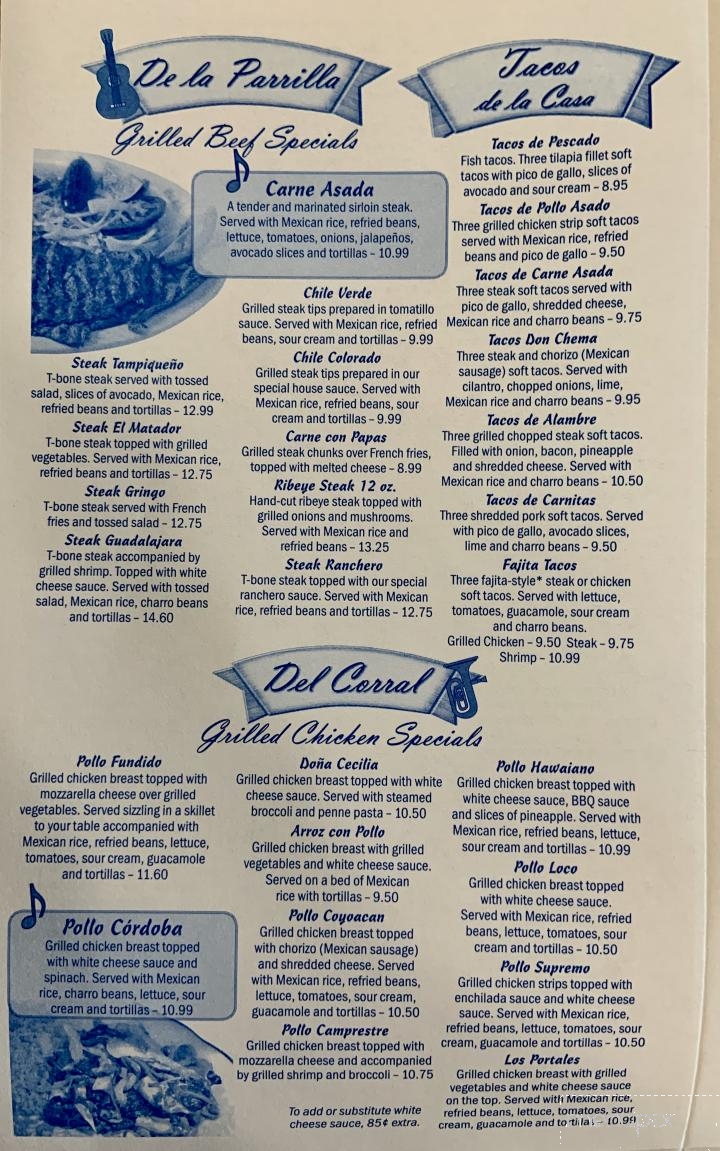 De la Parrilla
Grilled Beef Specials
Carne Asada
A tender and marinated sirloin steak.
Served with Mexican rice, refried beans,
lettuce, tomatoes, onions, jalapeños,
avocado slices and tortillas – 10.99
Steak Tampiqueño
T-bone steak served with tossed
salad, slices of avocado, Mexican rice,
refried beans and tortillas – 12.99
Steak El Matador
T-bone steak topped with grilled
vegetables. Served with Mexican rice,
refried beans and tortillas – 12.75
Steak Gringo
T-bone steak served with French
fries and tossed salad – 12.75
Steak Guadalajara
T-bone steak accompanied by
grilled shrimp. Topped with white
cheese sauce. Served with tossed
salad, Mexican rice, charro beans
and tortillas – 14.60
Chile Verde
Grilled steak tips prepared in tomatillo
sauce. Served with Mexican rice, refried
beans, sour cream and tortillas – 9.99
Chile Colorado
Grilled steak tips prepared in our
special house sauce. Served with
Mexican rice, refried beans, sour
cream and tortillas – 9.99
Carne con Papas
Grilled steak chunks over French fries,
topped with melted cheese – 8.99
Ribeye Steak 12 oz.
Hand-cut ribeye steak topped with
grilled onions and mushrooms.
Served with Mexican rice and
refried beans – 13.25
Steak Ranchero
T-bone steak topped with our special
ranchero sauce. Served with Mexican
rice, refried beans and tortillas – 12.75
Tacos
de la Casa
Tacos de Pescado
Fish tacos. Three tilapia fillet soft
tacos with pico de gallo, slices of
avocado and sour cream – 8.95
Tacos de Pollo Asado
Three grilled chicken strip soft tacos
served with Mexican rice, refried
beans and pico de gallo – 9.50
Tacos de Carne Asada
Three steak soft tacos served with
pico de gallo, shredded cheese,
Mexican rice and charro beans – 9.75
Tacos Don Chema
Three steak and chorizo (Mexican
sausage) soft tacos. Served with
cilantro, chopped onions, lime,
Mexican rice and charro beans – 9.95
Tacos de Alambre
Three grilled chopped steak soft tacos.
Filled with onion, bacon, pineapple
and shredded cheese. Served with
Mexican rice and charro beans – 10.50
Tacos de Carnitas
Three shredded pork soft tacos. Served
with pico de gallo, avocado slices,
lime and charro beans – 9.50
Fajita Tacos
Three fajita-style* steak or chicken
soft tacos. Served with lettuce,
tomatoes, guacamole, sour cream
and charro beans.
Grilled Chicken – 9.50 Steak – 9.75
Shrimp – 10.99
Del Corral
Grilled Chicken Specials
Pollo Fundido
Grilled chicken breast topped with
mozzarella cheese over grilled
vegetables. Served sizzling in a skillet
to your table accompanied with
Mexican rice, refried beans, lettuce,
tomatoes, sour cream, guacamole
and tortillas – 11.60
Pollo Córdoba
Grilled chicken breast topped
with white cheese sauce and
spinach. Served with Mexican
rice, charro beans, lettuce, sour
cream and tortillas – 10.99
Doña Cecilia
Grilled chicken breast topped with white
cheese sauce. Served with steamed
broccoli and penne pasta – 10.50
Arroz con Pollo
Grilled chicken breast with grilled
vegetables and white cheese sauce.
Served on a bed of Mexican
rice with tortillas – 9.50
Pollo Coyoacan
Grilled chicken breast topped
with chorizo (Mexican sausage)
and shredded cheese. Served
with Mexican rice, refried beans,
lettuce, tomatoes, sour cream,
guacamole and tortillas – 10.50
Pollo Camprestre
Grilled chicken breast topped with
mozzarella cheese and accompanied
by grilled shrimp and broccoli – 10.75
To add or substitute white
cheese sauce, 85¢ extra.
Pollo Hawaiano
Grilled chicken breast topped with
white cheese sauce, BBQ sauce
and slices of pineapple. Served with
Mexican rice, refried beans, lettuce,
sour cream and tortillas – 10.99
Pollo Loco
Grilled chicken breast topped
with white cheese sauce.
Served with Mexican rice, refried
beans, lettuce, tomatoes, sour
cream and tortillas – 10.50
Pollo Supremo
Grilled chicken strips topped with
enchilada sauce and white cheese
sauce. Served with Mexican rice,
refried beans, lettuce, tomatoes, sour
cream, guacamole and tortillas – 10.50
Los Portales
Grilled chicken breast with grilled
vegetables and white cheese sauce
on the top. Served with Mexican rice,
refried beans, lettuce, tomatoes, sour
cream, guacamole and tortillas – 10.99